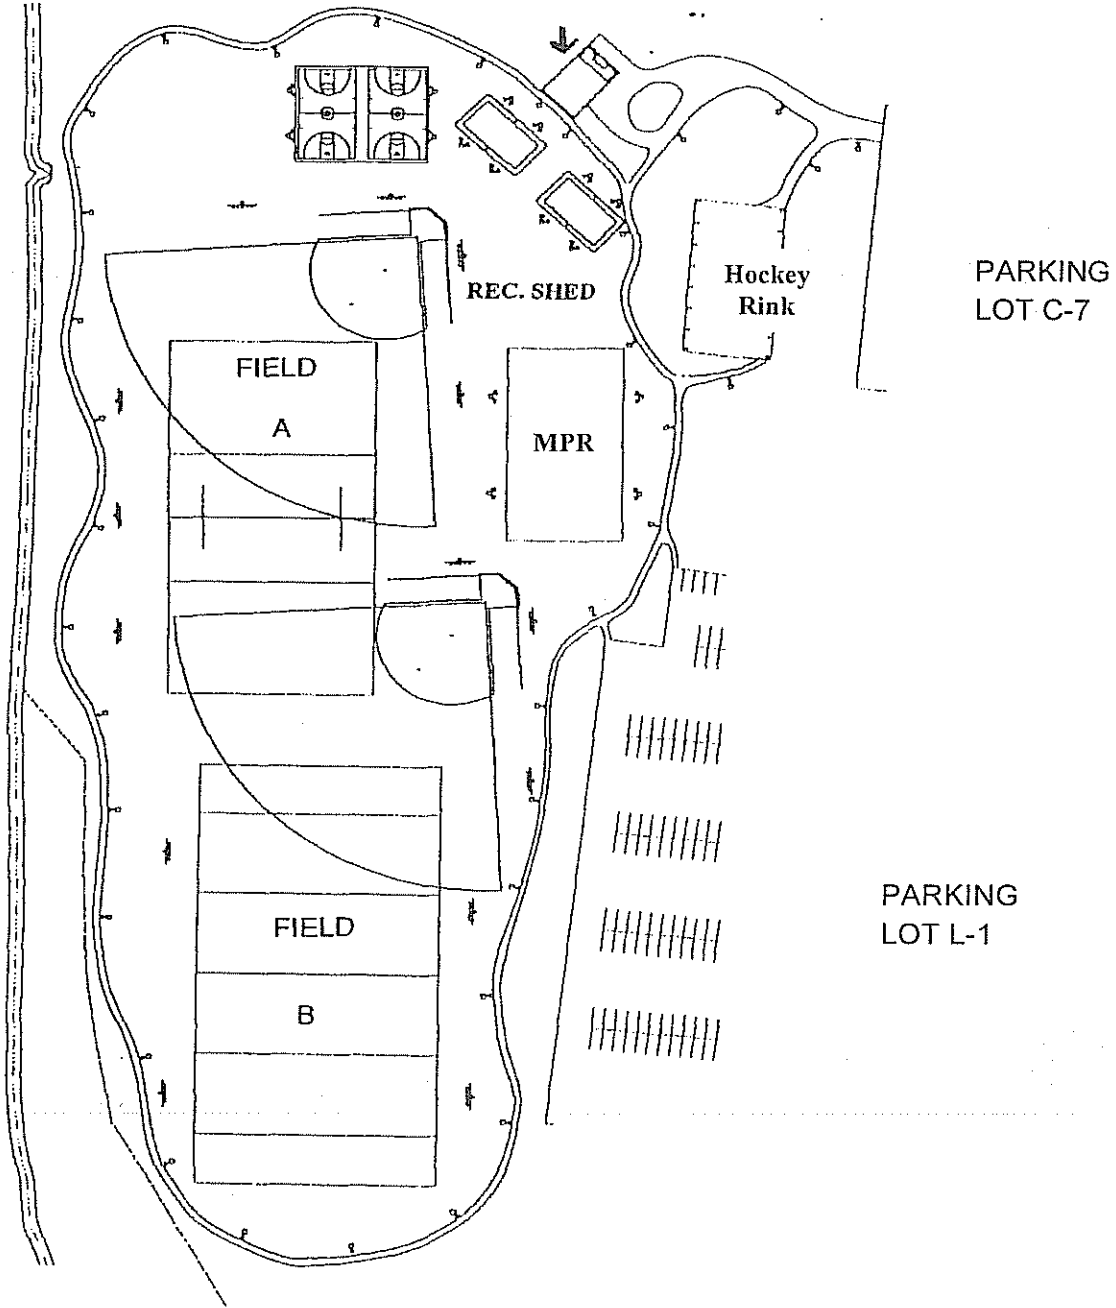 REC. SHED
Hockey
Rink
PARKING
LOT C-7
FIELD
A
MPR
PARKING
LOT L-1
FIELD
B